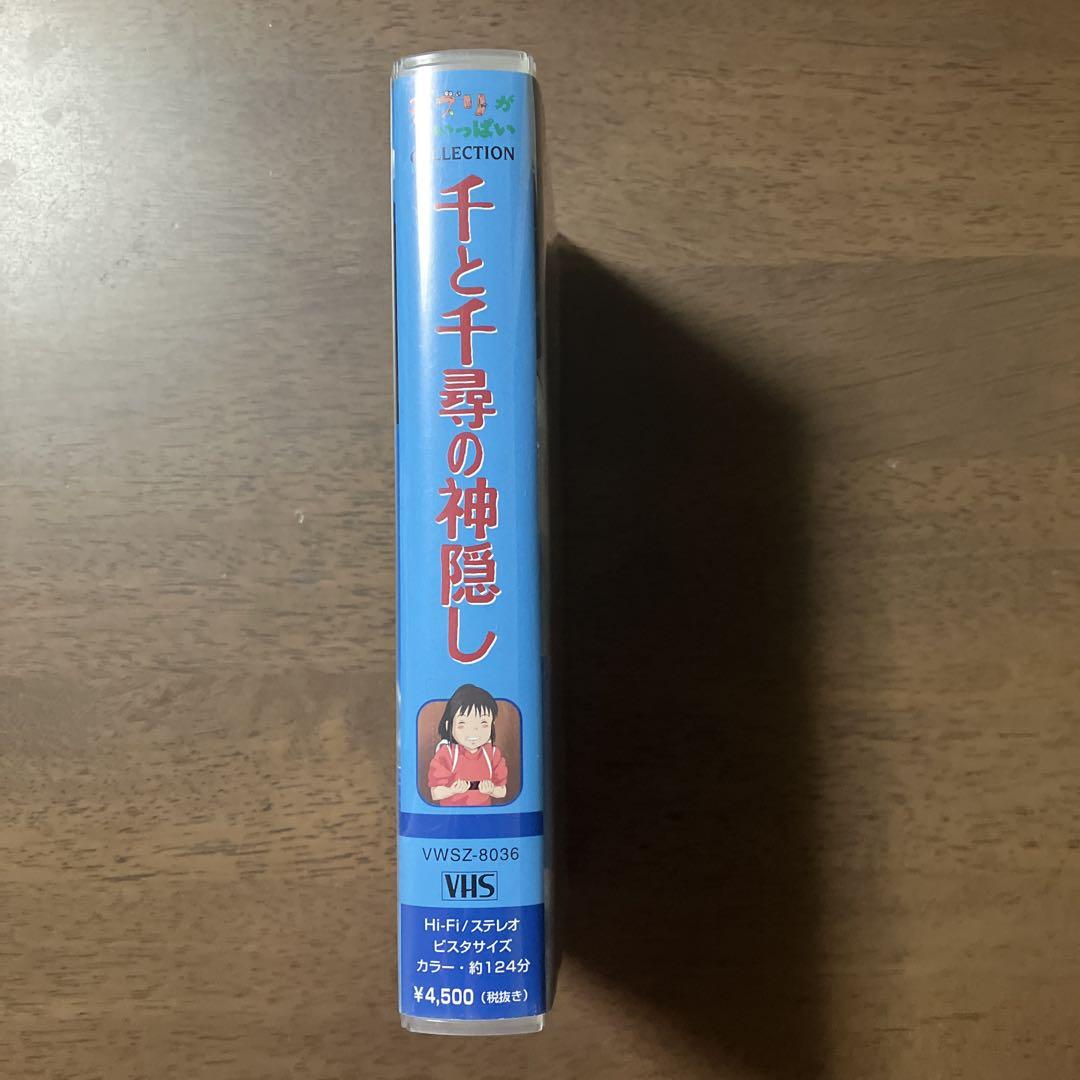 ジブリが
いっぱい
COLLECTION
千と千尋の神隠し
VWSZ-8036
VHS
Hi-Fi/ステレオ
ビスタサイズ
カラー・約124分
¥4,500(税抜き)